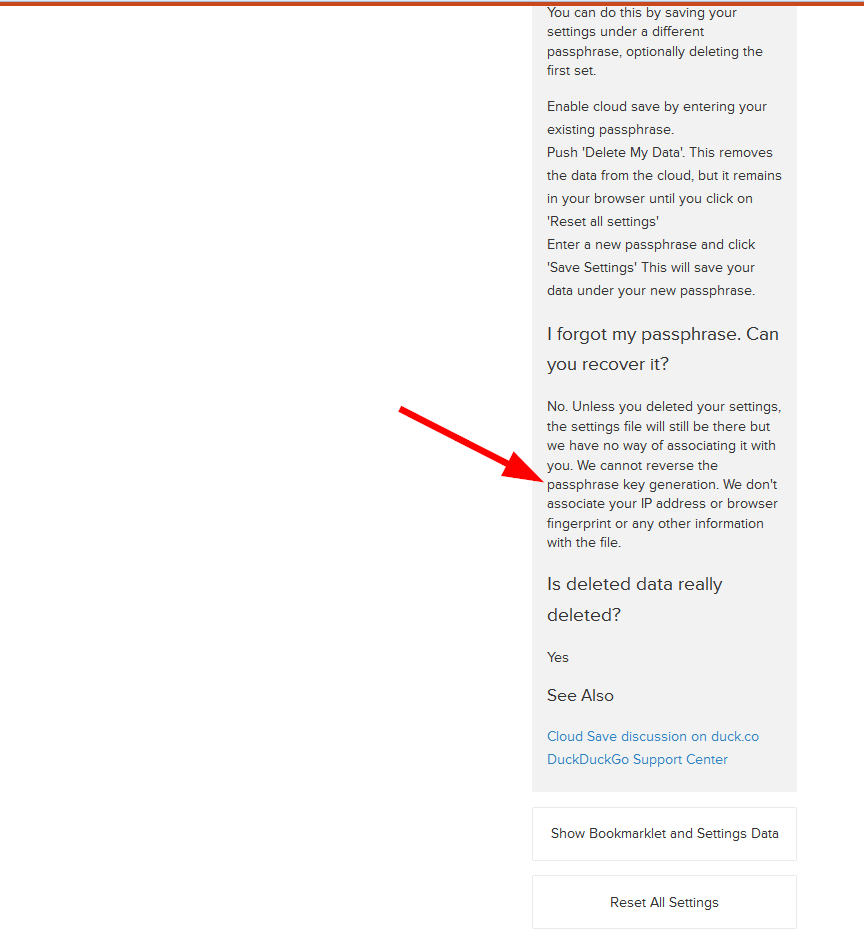 You can do this by saving your
settings under a different
passphrase, optionally deleting the
first set.
Enable cloud save by entering your
existing passphrase.
Push 'Delete My Data'. This removes
the data from the cloud, but it remains
in your browser until you click on
'Reset all settings'
Enter a new passphrase and click
'Save Settings' This will save your
data under your new passphrase.
I forgot my passphrase. Can
you recover it?
No. Unless you deleted your settings,
the settings file will still be there but
we have no way of associating it with
you. We cannot reverse the
passphrase key generation. We don't
associate your IP address or browser
fingerprint or any other information
with the file.
Is deleted data really
deleted?
Yes
See Also
Cloud Save discussion on duck.co
DuckDuckGo Support Center
Show Bookmarklet and Settings Data
Reset All Settings